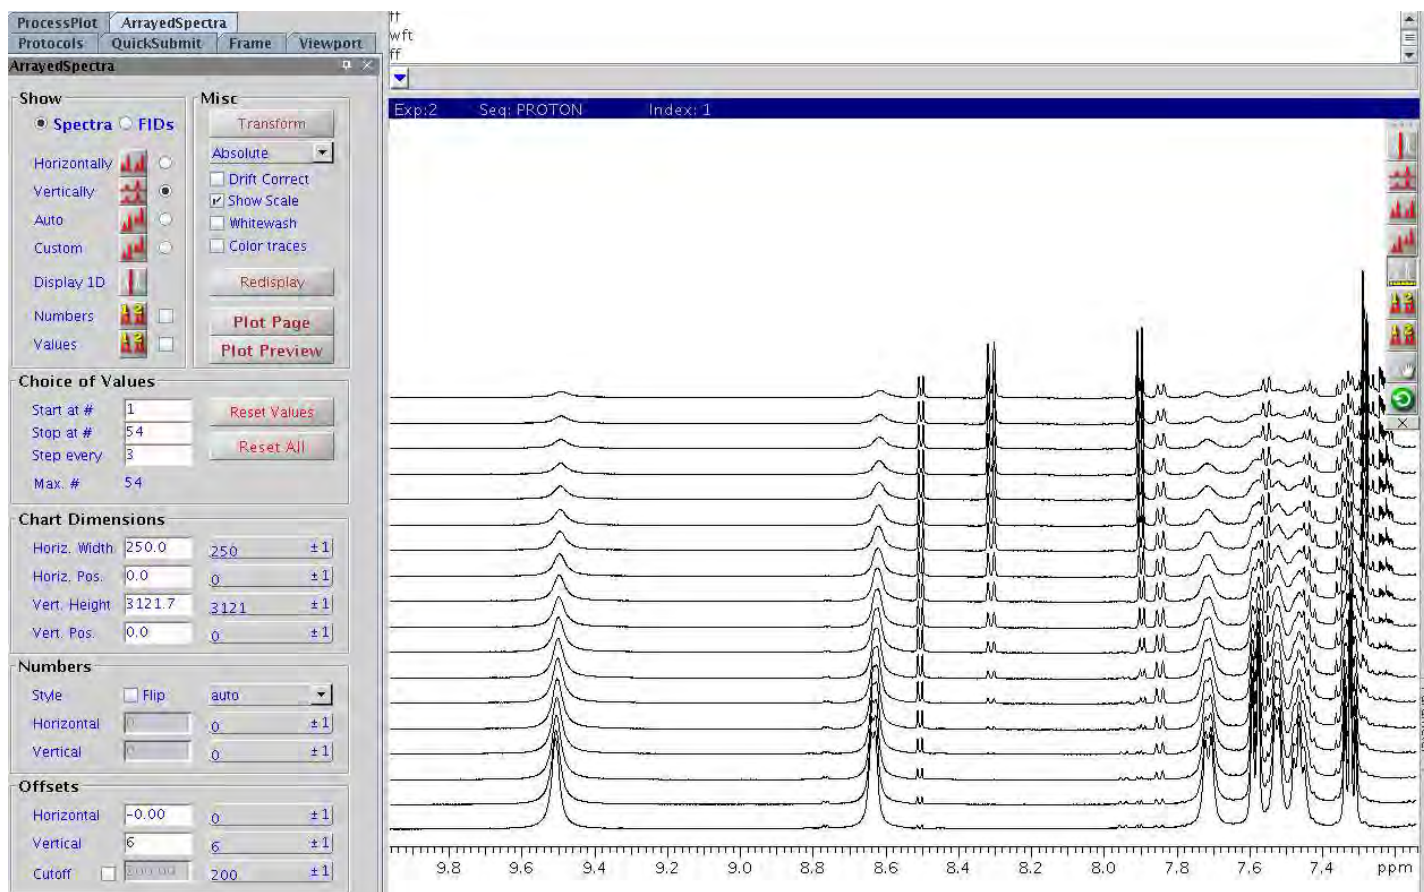 ProcessPlot ArrayedSpectra
Protocols QuickSubmit Frame Viewport
ArrayedSpectra
Show
Spectra FIDs
Horizontally
Vertically
Auto
Custom
Display 1D
Numbers
Values
Misc
Transform
Absolute
Drift Correct
Show Scale
Whitewash
Color traces
Redisplay
Plot Page
Plot Preview
Choice of Values
Start at # 1
Stop at # 54
Step every 3
Max. # 54
Reset Values
Reset All
Chart Dimensions
Horiz. Width 250.0 250 ±1
Horiz. Pos. 0.0 0 ±1
Vert. Height 3121.7 3121 ±1
Vert. Pos. 0.0 0 ±1
Numbers
Style Flip auto
Horizontal 0 0 ±1
Vertical 0 0 ±1
Offsets
Horizontal -0.00 0 ±1
Vertical 6 6 ±1
Cutoff 200 ±1
ff
wft
ff
Exp:2 Seq: PROTON Index: 1
9.8 9.6 9.4 9.2 9.0 8.8 8.6 8.4 8.2 8.0 7.8 7.6 7.4 ppm